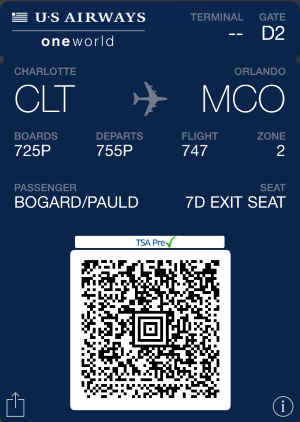 U·S AIRWAYS
oneworld
TERMINAL GATE
-- D2
CHARLOTTE ORLANDO
CLT MCO
BOARDS DEPARTS FLIGHT ZONE
725P 755P 747 2
PASSENGER SEAT
BOGARD/PAULD 7D EXIT SEAT
TSA Pre✓
i